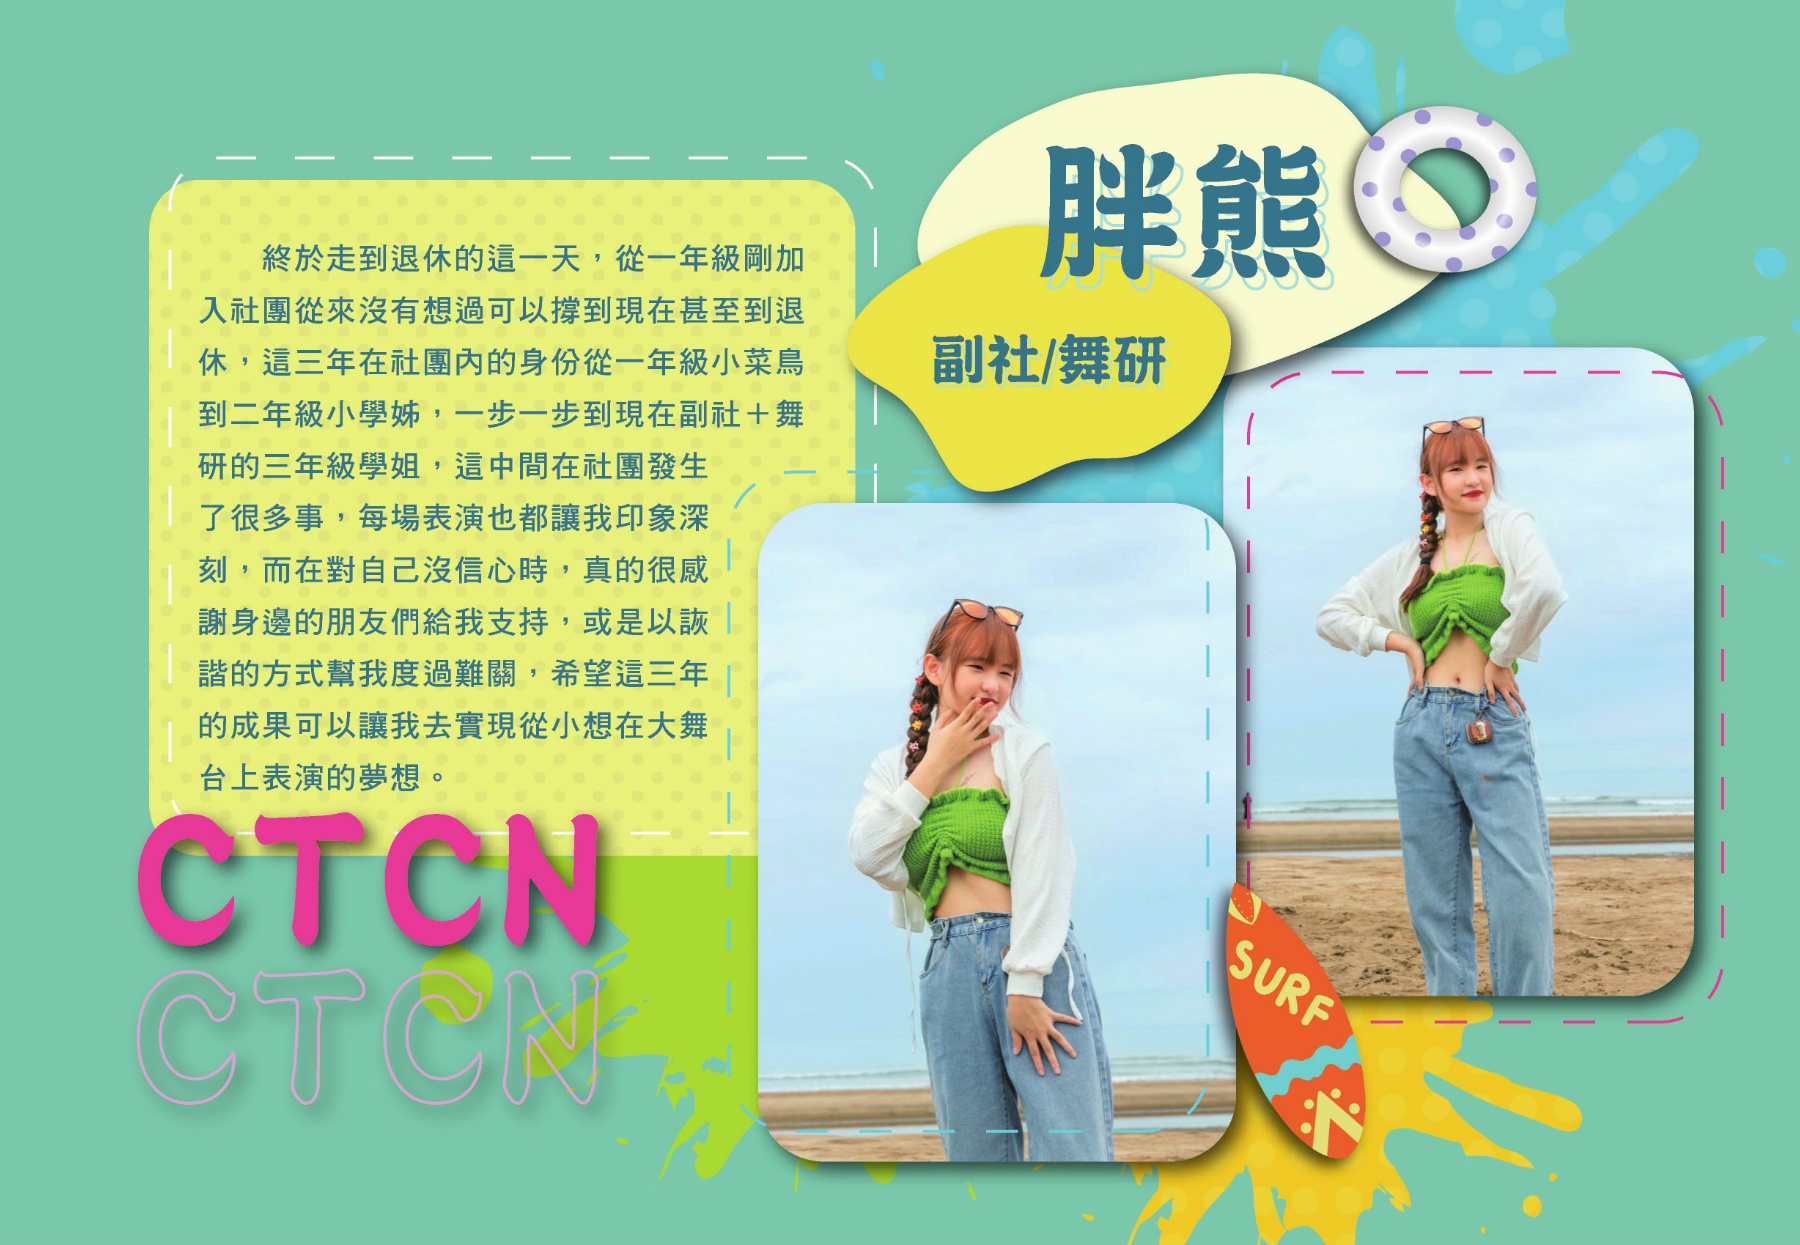 胖熊
副社/舞研
終於走到退休的這一天，從一年級剛加
入社團從來沒有想過可以撐到現在甚至到退
休，這三年在社團內的身份從一年級小菜鳥
到二年級小學姊，一步一步到現在副社＋舞
研的三年級學姐，這中間在社團發生
了很多事，每場表演也都讓我印象深
刻，而在對自己沒信心時，真的很感
謝身邊的朋友們給我支持，或是以詼
諧的方式幫我度過難關，希望這三年
的成果可以讓我去實現從小想在大舞
台上表演的夢想。
CTCN
CTCN
SURF